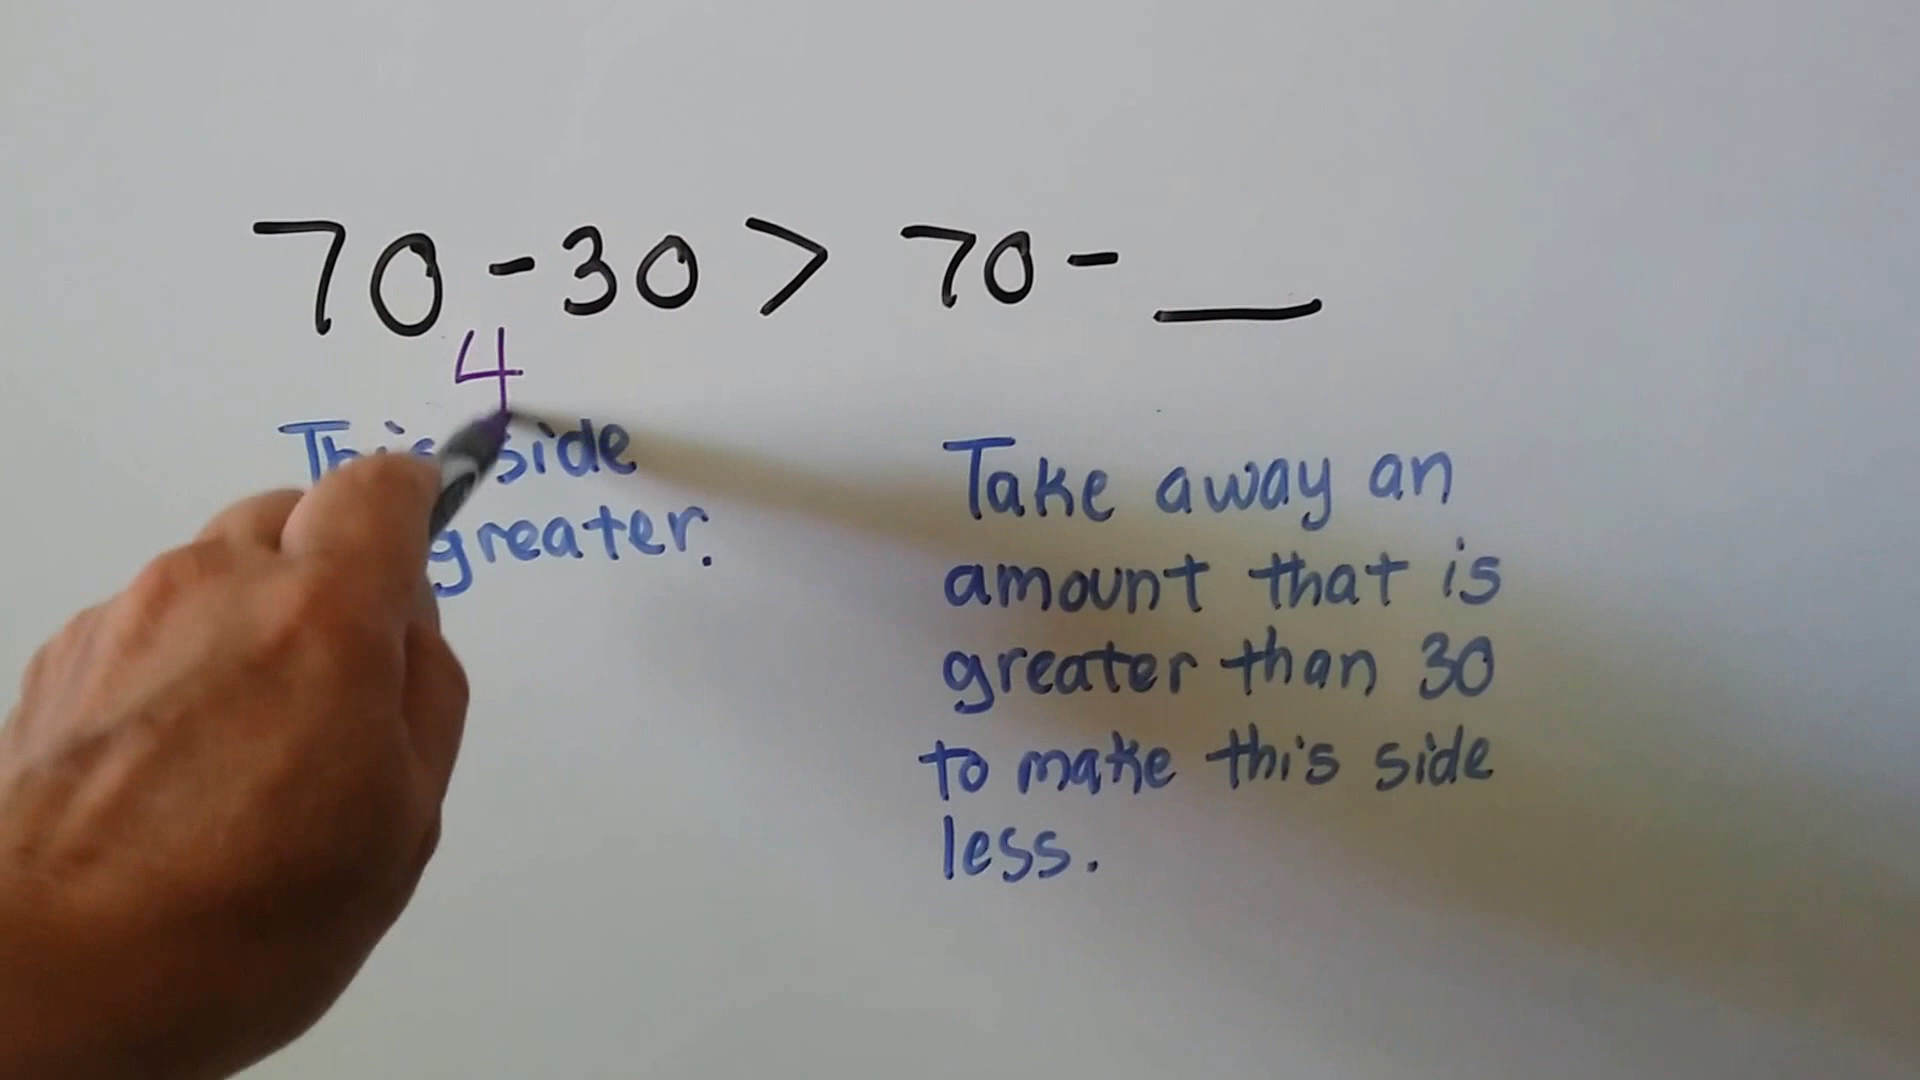 70 - 30 > 70 - __
4
This side
greater.
Take away an
amount that is
greater than 30
to make this side
less.